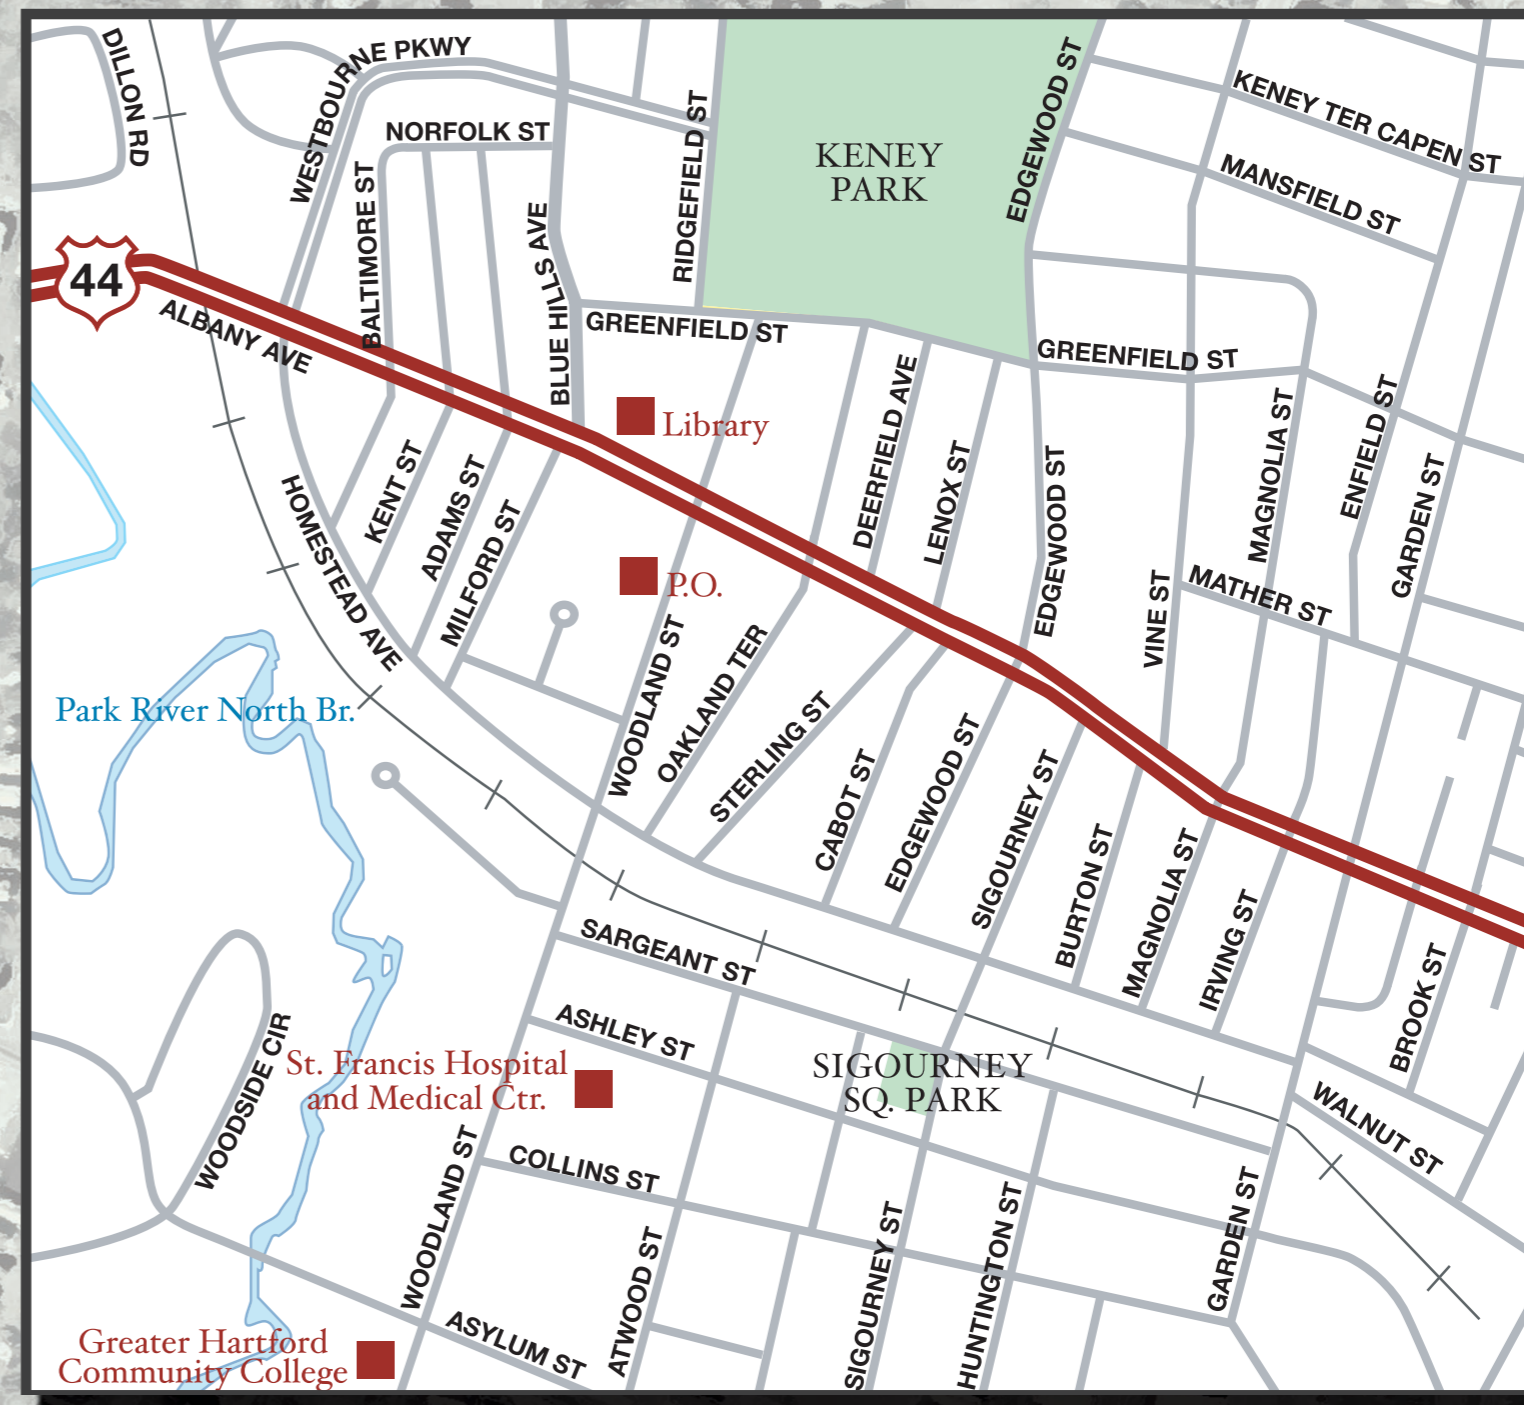 DILLON RD
WESTBOURNE PKWY
NORFOLK ST
BALTIMORE ST
BLUE HILLS AVE
RIDGEFIELD ST
KENEY
PARK
EDGEWOOD ST
KENEY TER CAPEN ST
MANSFIELD ST
44
ALBANY AVE
GREENFIELD ST
GREENFIELD ST
Library
DEERFIELD AVE
LENOX ST
EDGEWOOD ST
MAGNOLIA ST
ENFIELD ST
GARDEN ST
KENT ST
ADAMS ST
MILFORD ST
HOMESTEAD AVE
P.O.
VINE ST
MATHER ST
Park River North Br.
WOODLAND ST
OAKLAND TER
STERLING ST
CABOT ST
EDGEWOOD ST
SIGOURNEY ST
BURTON ST
MAGNOLIA ST
IRVING ST
BROOK ST
SARGEANT ST
ASHLEY ST
WOODSIDE CIR
St. Francis Hospital
and Medical Ctr.
SIGOURNEY
SQ. PARK
WALNUT ST
COLLINS ST
WOODLAND ST
ATWOOD ST
SIGOURNEY ST
HUNTINGTON ST
GARDEN ST
ASYLUM ST
Greater Hartford
Community College